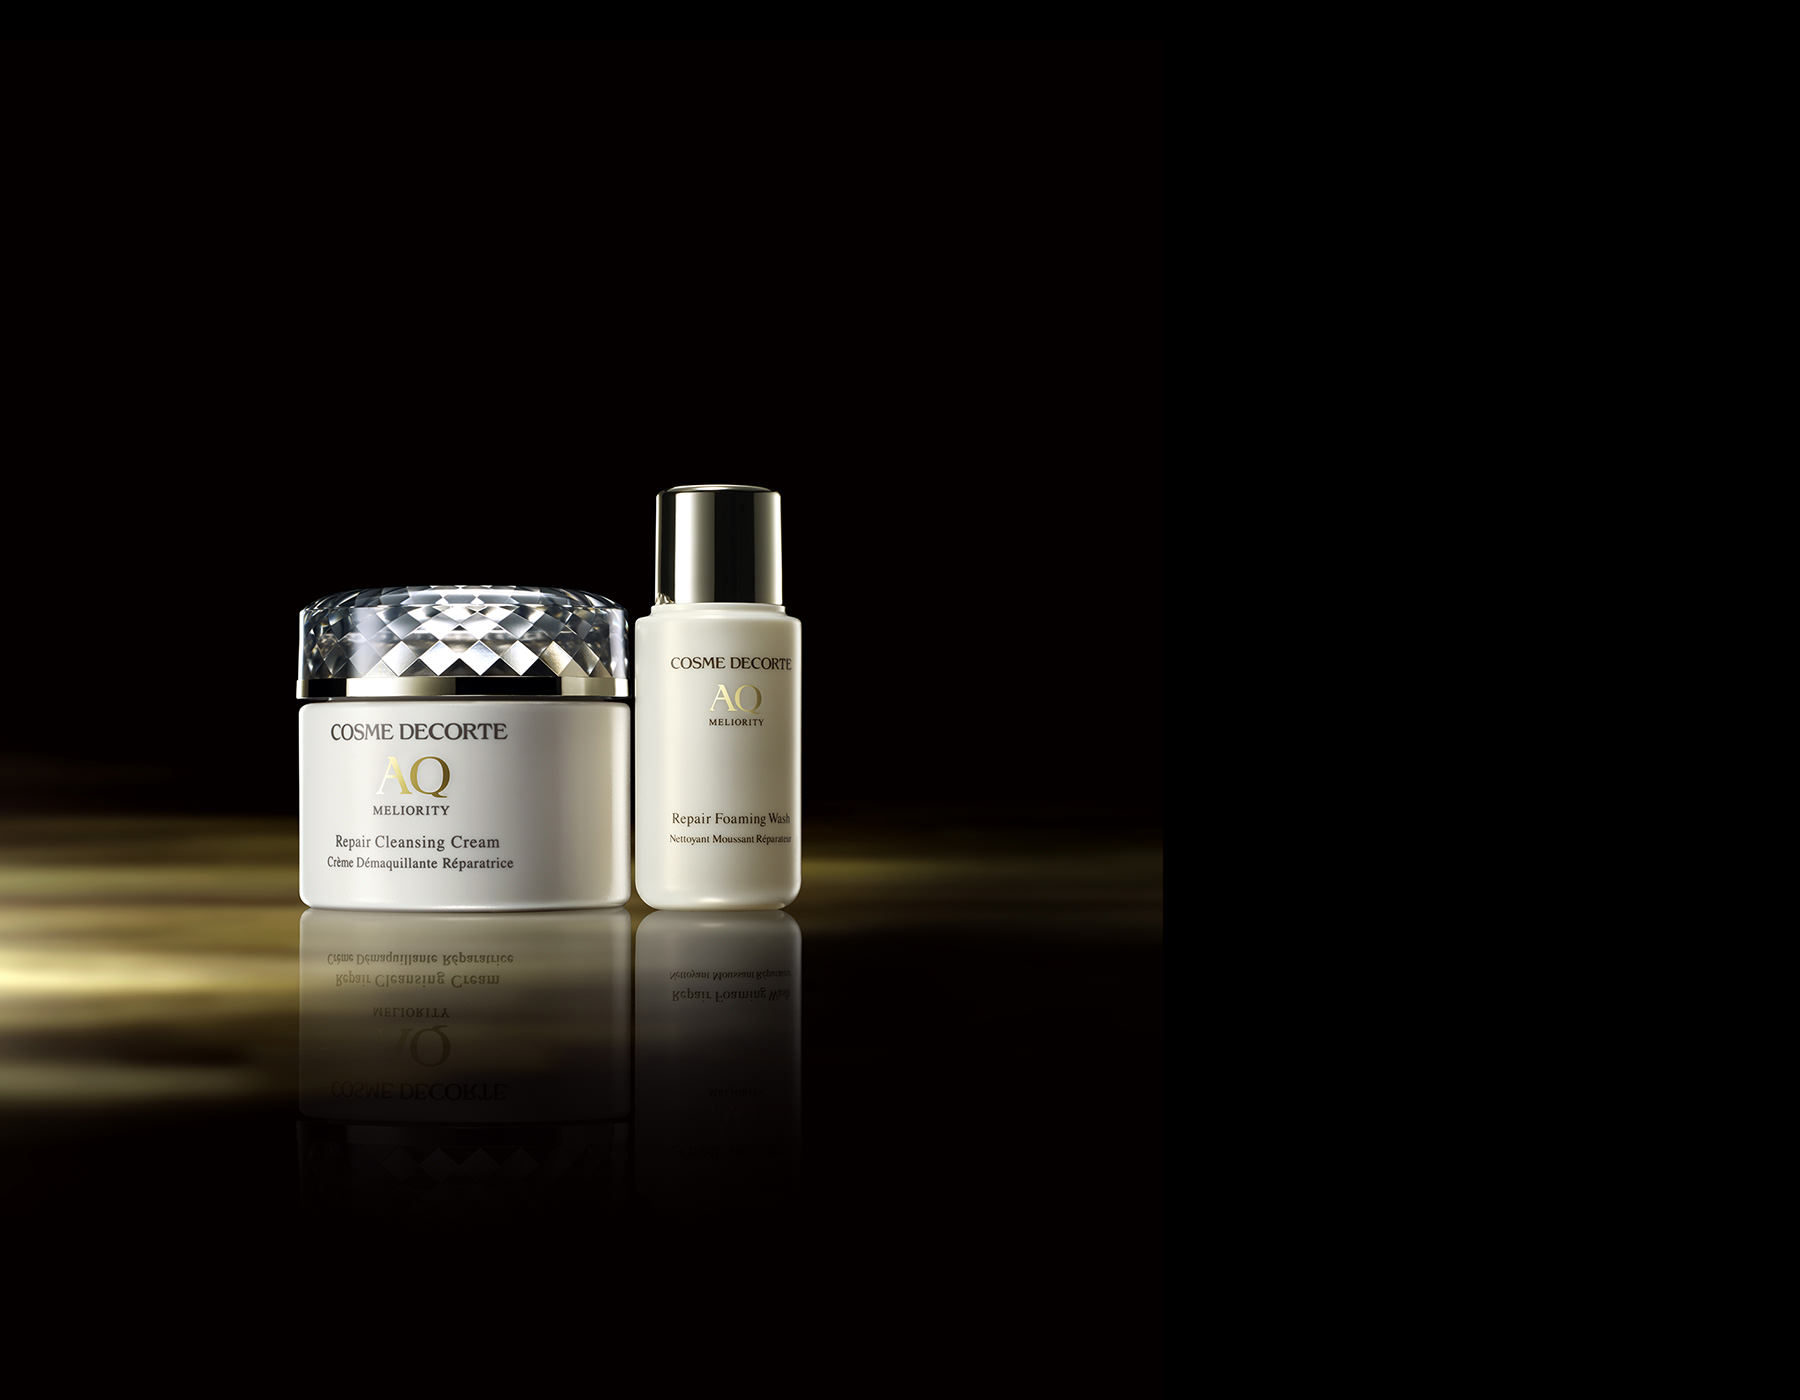 COSME DECORTE
AQ
MELIORITY
Repair Cleansing Cream
Crème Démaquillante Réparatrice
COSME DECORTE
AQ
MELIORITY
Repair Foaming Wash
Nettoyant Moussant Réparateur